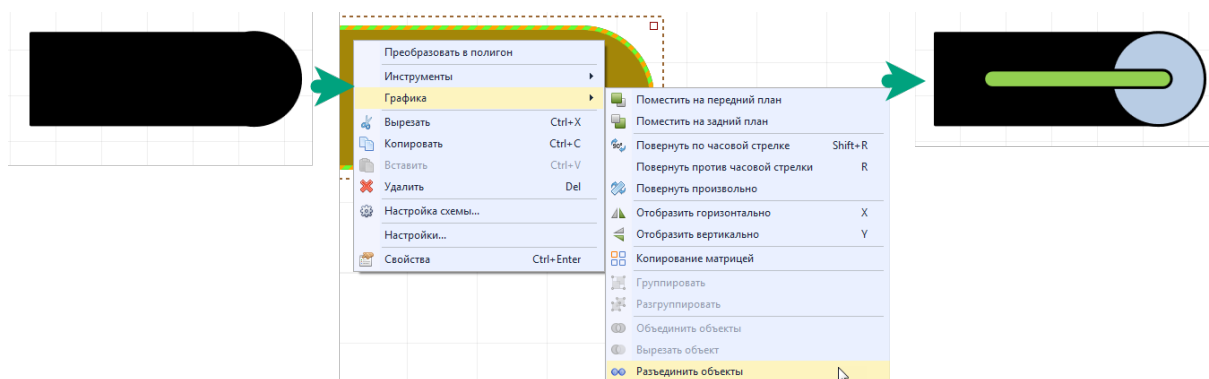 Преобразовать в полигон
Инструменты
Графика
Вырезать Ctrl+X
Копировать Ctrl+C
Вставить Ctrl+V
Удалить Del
Настройка схемы...
Настройки...
Свойства Ctrl+Enter
Поместить на передний план
Поместить на задний план
Повернуть по часовой стрелке Shift+R
Повернуть против часовой стрелки R
Повернуть произвольно
Отобразить горизонтально X
Отобразить вертикально Y
Копирование матрицей
Группировать
Разгруппировать
Объединить объекты
Вырезать объект
Разъединить объекты